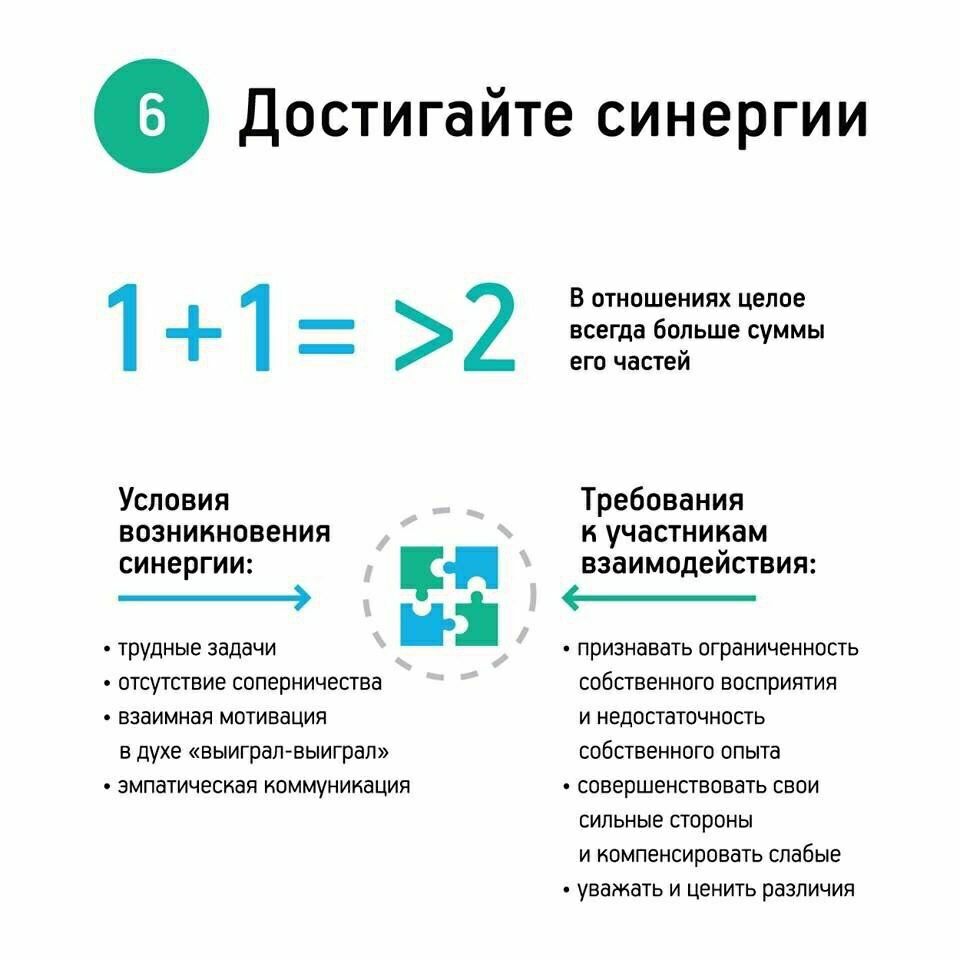 6 Достигайте синергии
1+1= >2
В отношениях целое
всегда больше суммы
его частей
Условия
возникновения
синергии:
• трудные задачи
• отсутствие соперничества
• взаимная мотивация
в духе «выиграл-выиграл»
• эмпатическая коммуникация
Требования
к участникам
взаимодействия:
• признавать ограниченность
собственного восприятия
и недостаточность
собственного опыта
• совершенствовать свои
сильные стороны
и компенсировать слабые
• уважать и ценить различия